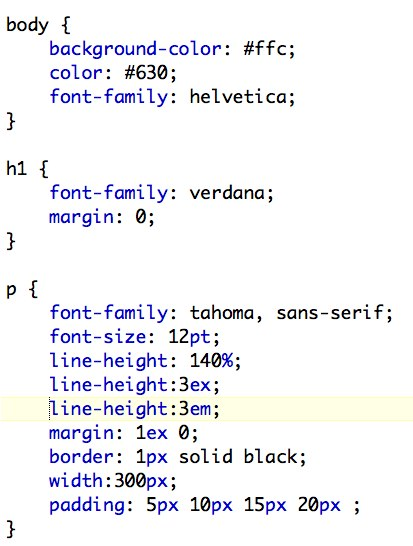 body {
    background-color: #ffc;
    color: #630;
    font-family: helvetica;
}

h1 {
    font-family: verdana;
    margin: 0;
}

p {
    font-family: tahoma, sans-serif;
    font-size: 12pt;
    line-height: 140%;
    line-height:3ex;
    line-height:3em;
    margin: 1ex 0;
    border: 1px solid black;
    width:300px;
    padding: 5px 10px 15px 20px ;
}